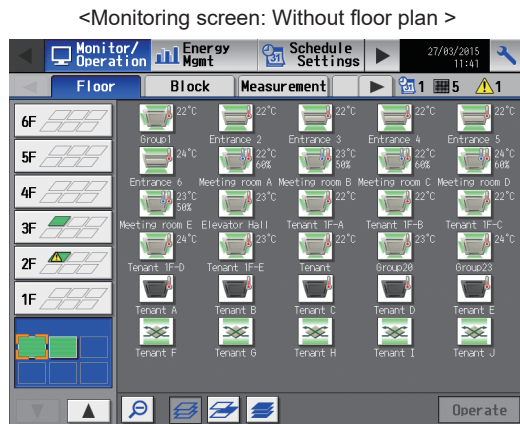 <Monitoring screen: Without floor plan >
Monitor/ Operation
Energy Mgmt
Schedule Settings
27/03/2015 11:41
Floor Block Measurement 1 5 1
6F
5F
4F
3F
2F
1F
22°C 22°C 22°C 22°C 22°C
Group1 Entrance 2 Entrance 3 Entrance 4 Entrance 5
24°C 22°C 60% 23°C 50% 22°C 60% 24°C 60%
Entrance 6 Meeting room A Meeting room B Meeting room C Meeting room D
23°C 50% 23°C 22°C 22°C 22°C
Meeting room E Elevator Hall Tenant 1F-A Tenant 1F-B Tenant 1F-C
24°C 23°C 22°C 23°C 24°C
Tenant 1F-D Tenant 1F-E Tenant Group20 Group23
Tenant A Tenant B Tenant C Tenant D Tenant E
Tenant F Tenant G Tenant H Tenant I Tenant J
Operate